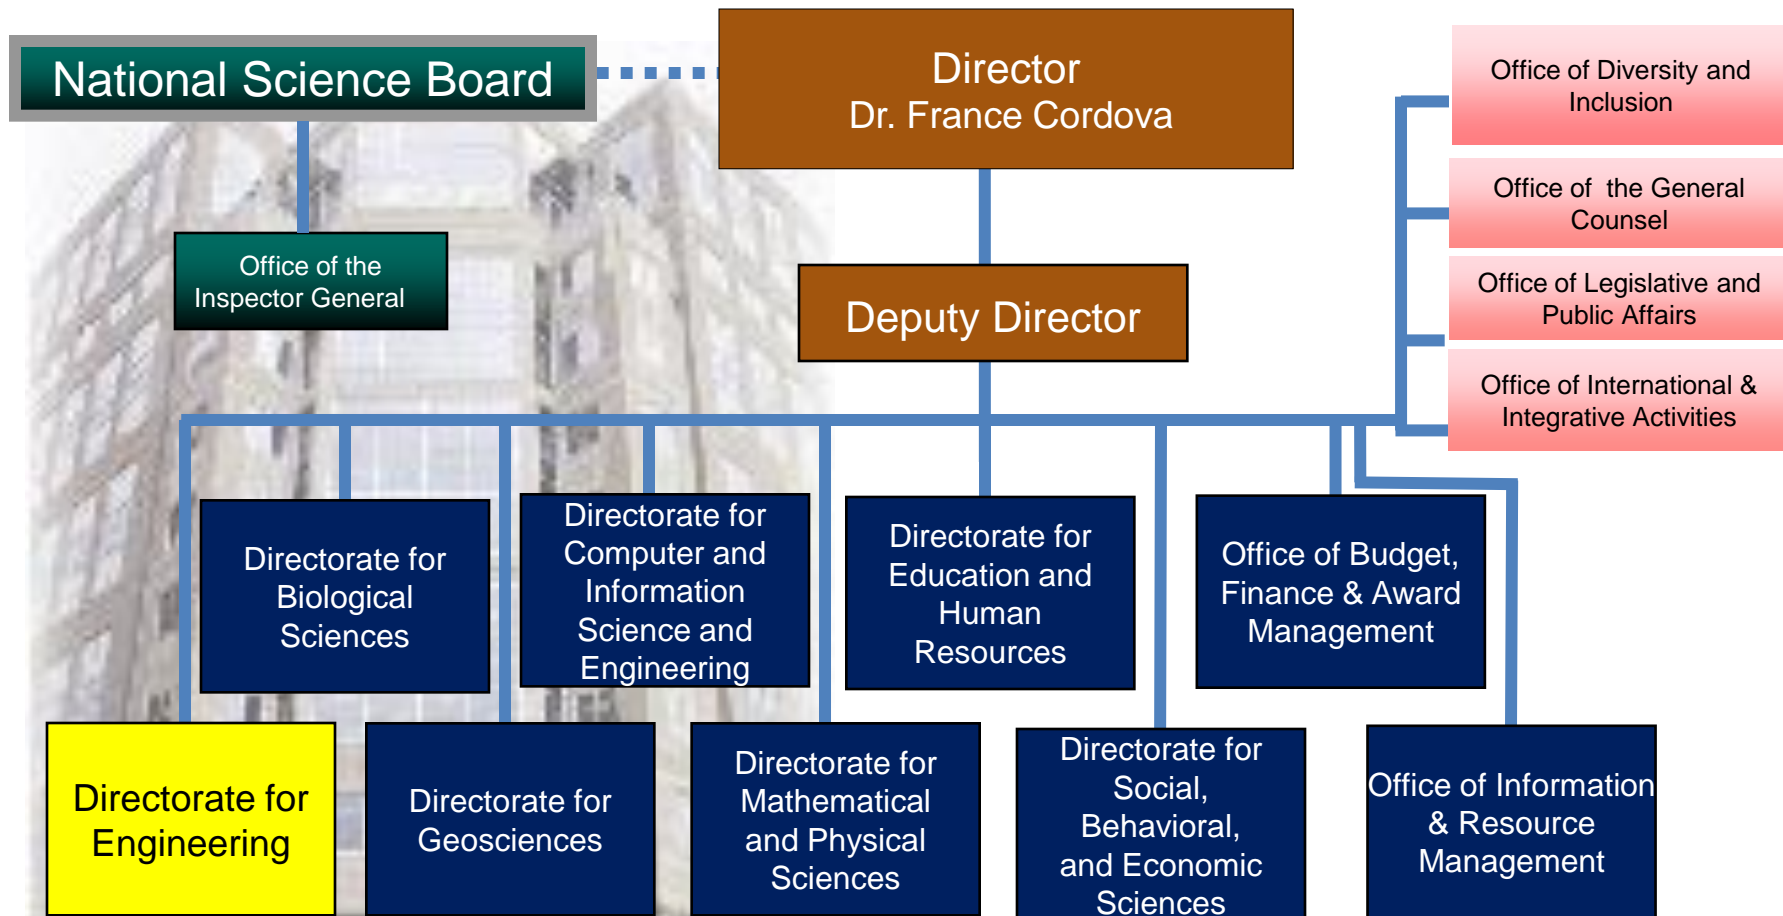 National Science Board
Director
Dr. France Cordova
Office of Diversity and
Inclusion
Office of  the General
Counsel
Office of Legislative and
Public Affairs
Office of International &
Integrative Activities
Office of the
Inspector General
Deputy Director
Directorate for
Biological
Sciences
Directorate for
Computer and
Information
Science and
Engineering
Directorate for
Education and
Human
Resources
Office of Budget,
Finance & Award
Management
Directorate for
Engineering
Directorate for
Geosciences
Directorate for
Mathematical
and Physical
Sciences
Directorate for
Social,
Behavioral,
and Economic
Sciences
Office of Information
& Resource
Management